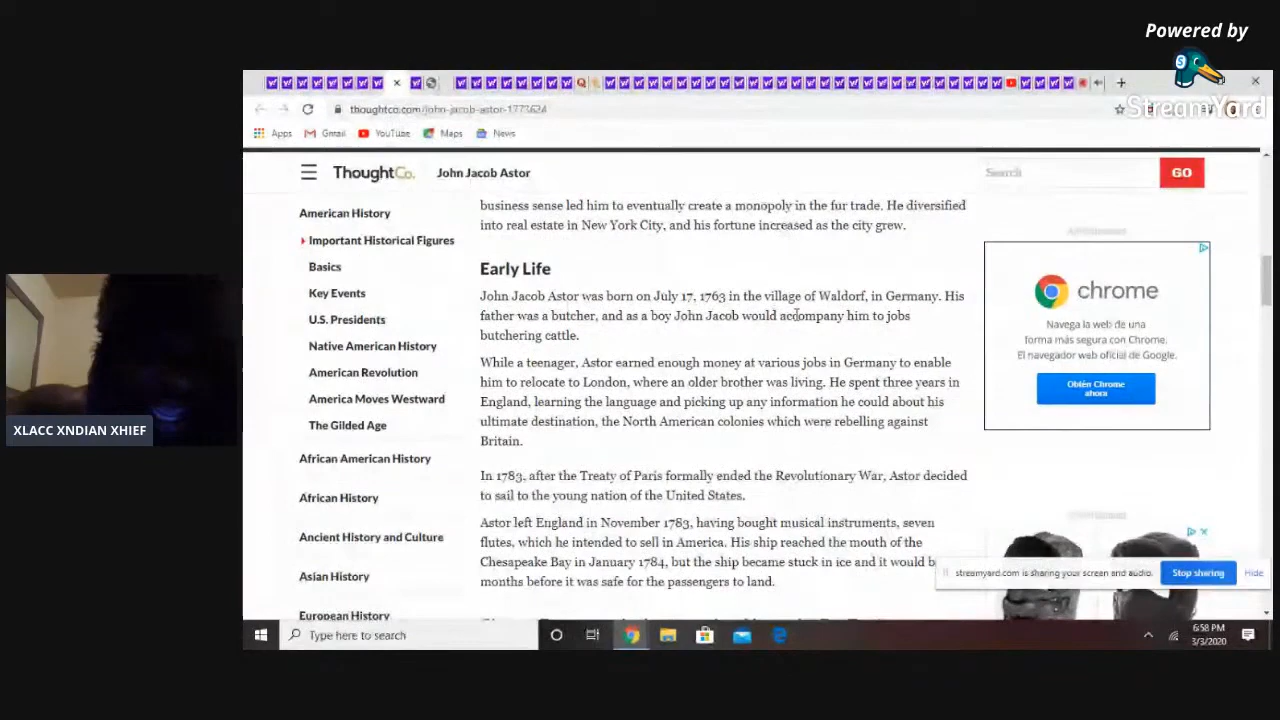 Powered by
StreamYard
thoughtco.com/john-jacob-astor-1773624
Apps
Gmail
YouTube
Maps
News
ThoughtCo.
John Jacob Astor
Search
GO
American History
Important Historical Figures
Basics
Key Events
U.S. Presidents
Native American History
American Revolution
America Moves Westward
The Gilded Age
African American History
African History
Ancient History and Culture
Asian History
European History
business sense led him to eventually create a monopoly in the fur trade. He diversified
into real estate in New York City, and his fortune increased as the city grew.
Early Life
John Jacob Astor was born on July 17, 1763 in the village of Waldorf, in Germany. His
father was a butcher, and as a boy John Jacob would accompany him to jobs
butchering cattle.
While a teenager, Astor earned enough money at various jobs in Germany to enable
him to relocate to London, where an older brother was living. He spent three years in
England, learning the language and picking up any information he could about his
ultimate destination, the North American colonies which were rebelling against
Britain.
In 1783, after the Treaty of Paris formally ended the Revolutionary War, Astor decided
to sail to the young nation of the United States.
Astor left England in November 1783, having bought musical instruments, seven
flutes, which he intended to sell in America. His ship reached the mouth of the
Chesapeake Bay in January 1784, but the ship became stuck in ice and it would
months before it was safe for the passengers to land.
chrome
Navega la web de una
forma más segura con Chrome.
El navegador web oficial de Google.
Obtén Chrome
ahora
streamyard.com is sharing your screen and audio.
Stop sharing
Hide
XLACC XNDIAN XHIEF
Type here to search
6:58 PM
3/3/2020